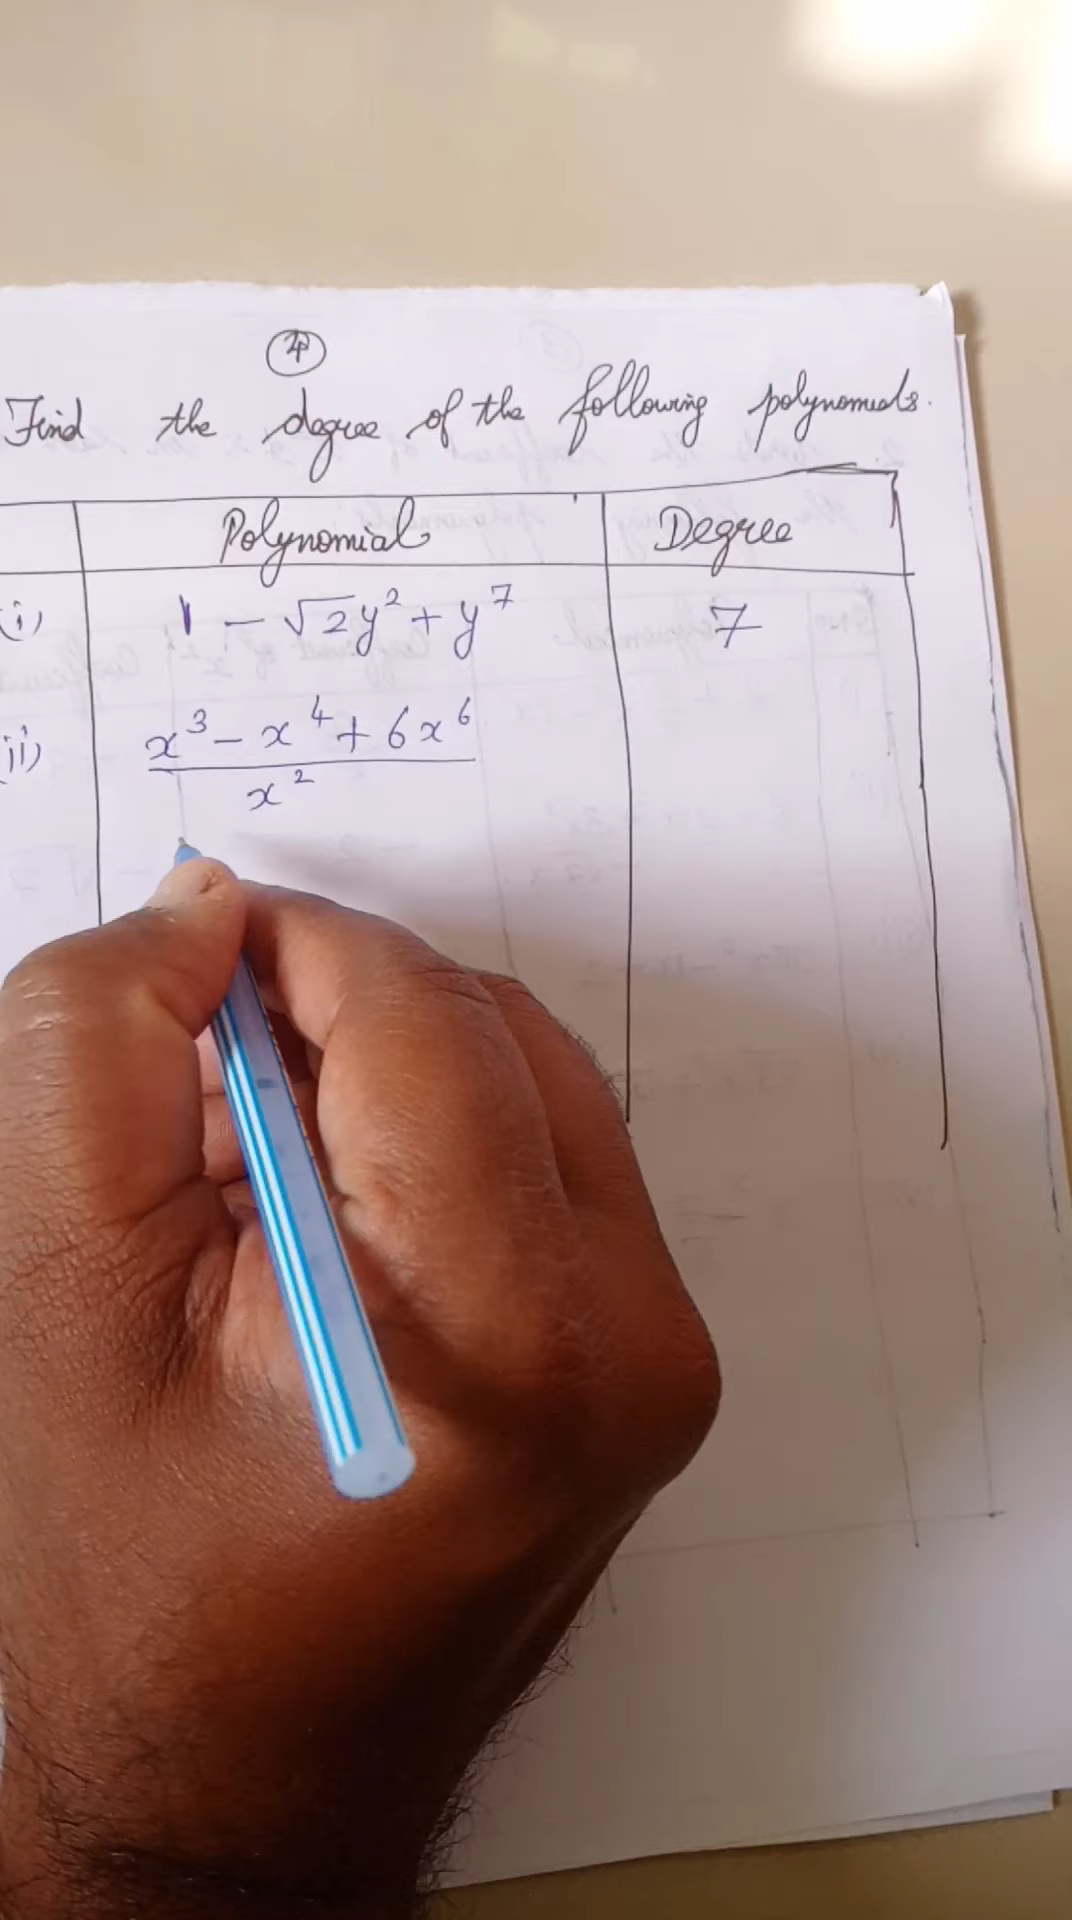 ④
Find the degree of the following polynomials.
Polynomial Degree
(i) 1 - √2y² + y⁷ 7
(ii) x³ - x⁴ + 6x⁶
x²